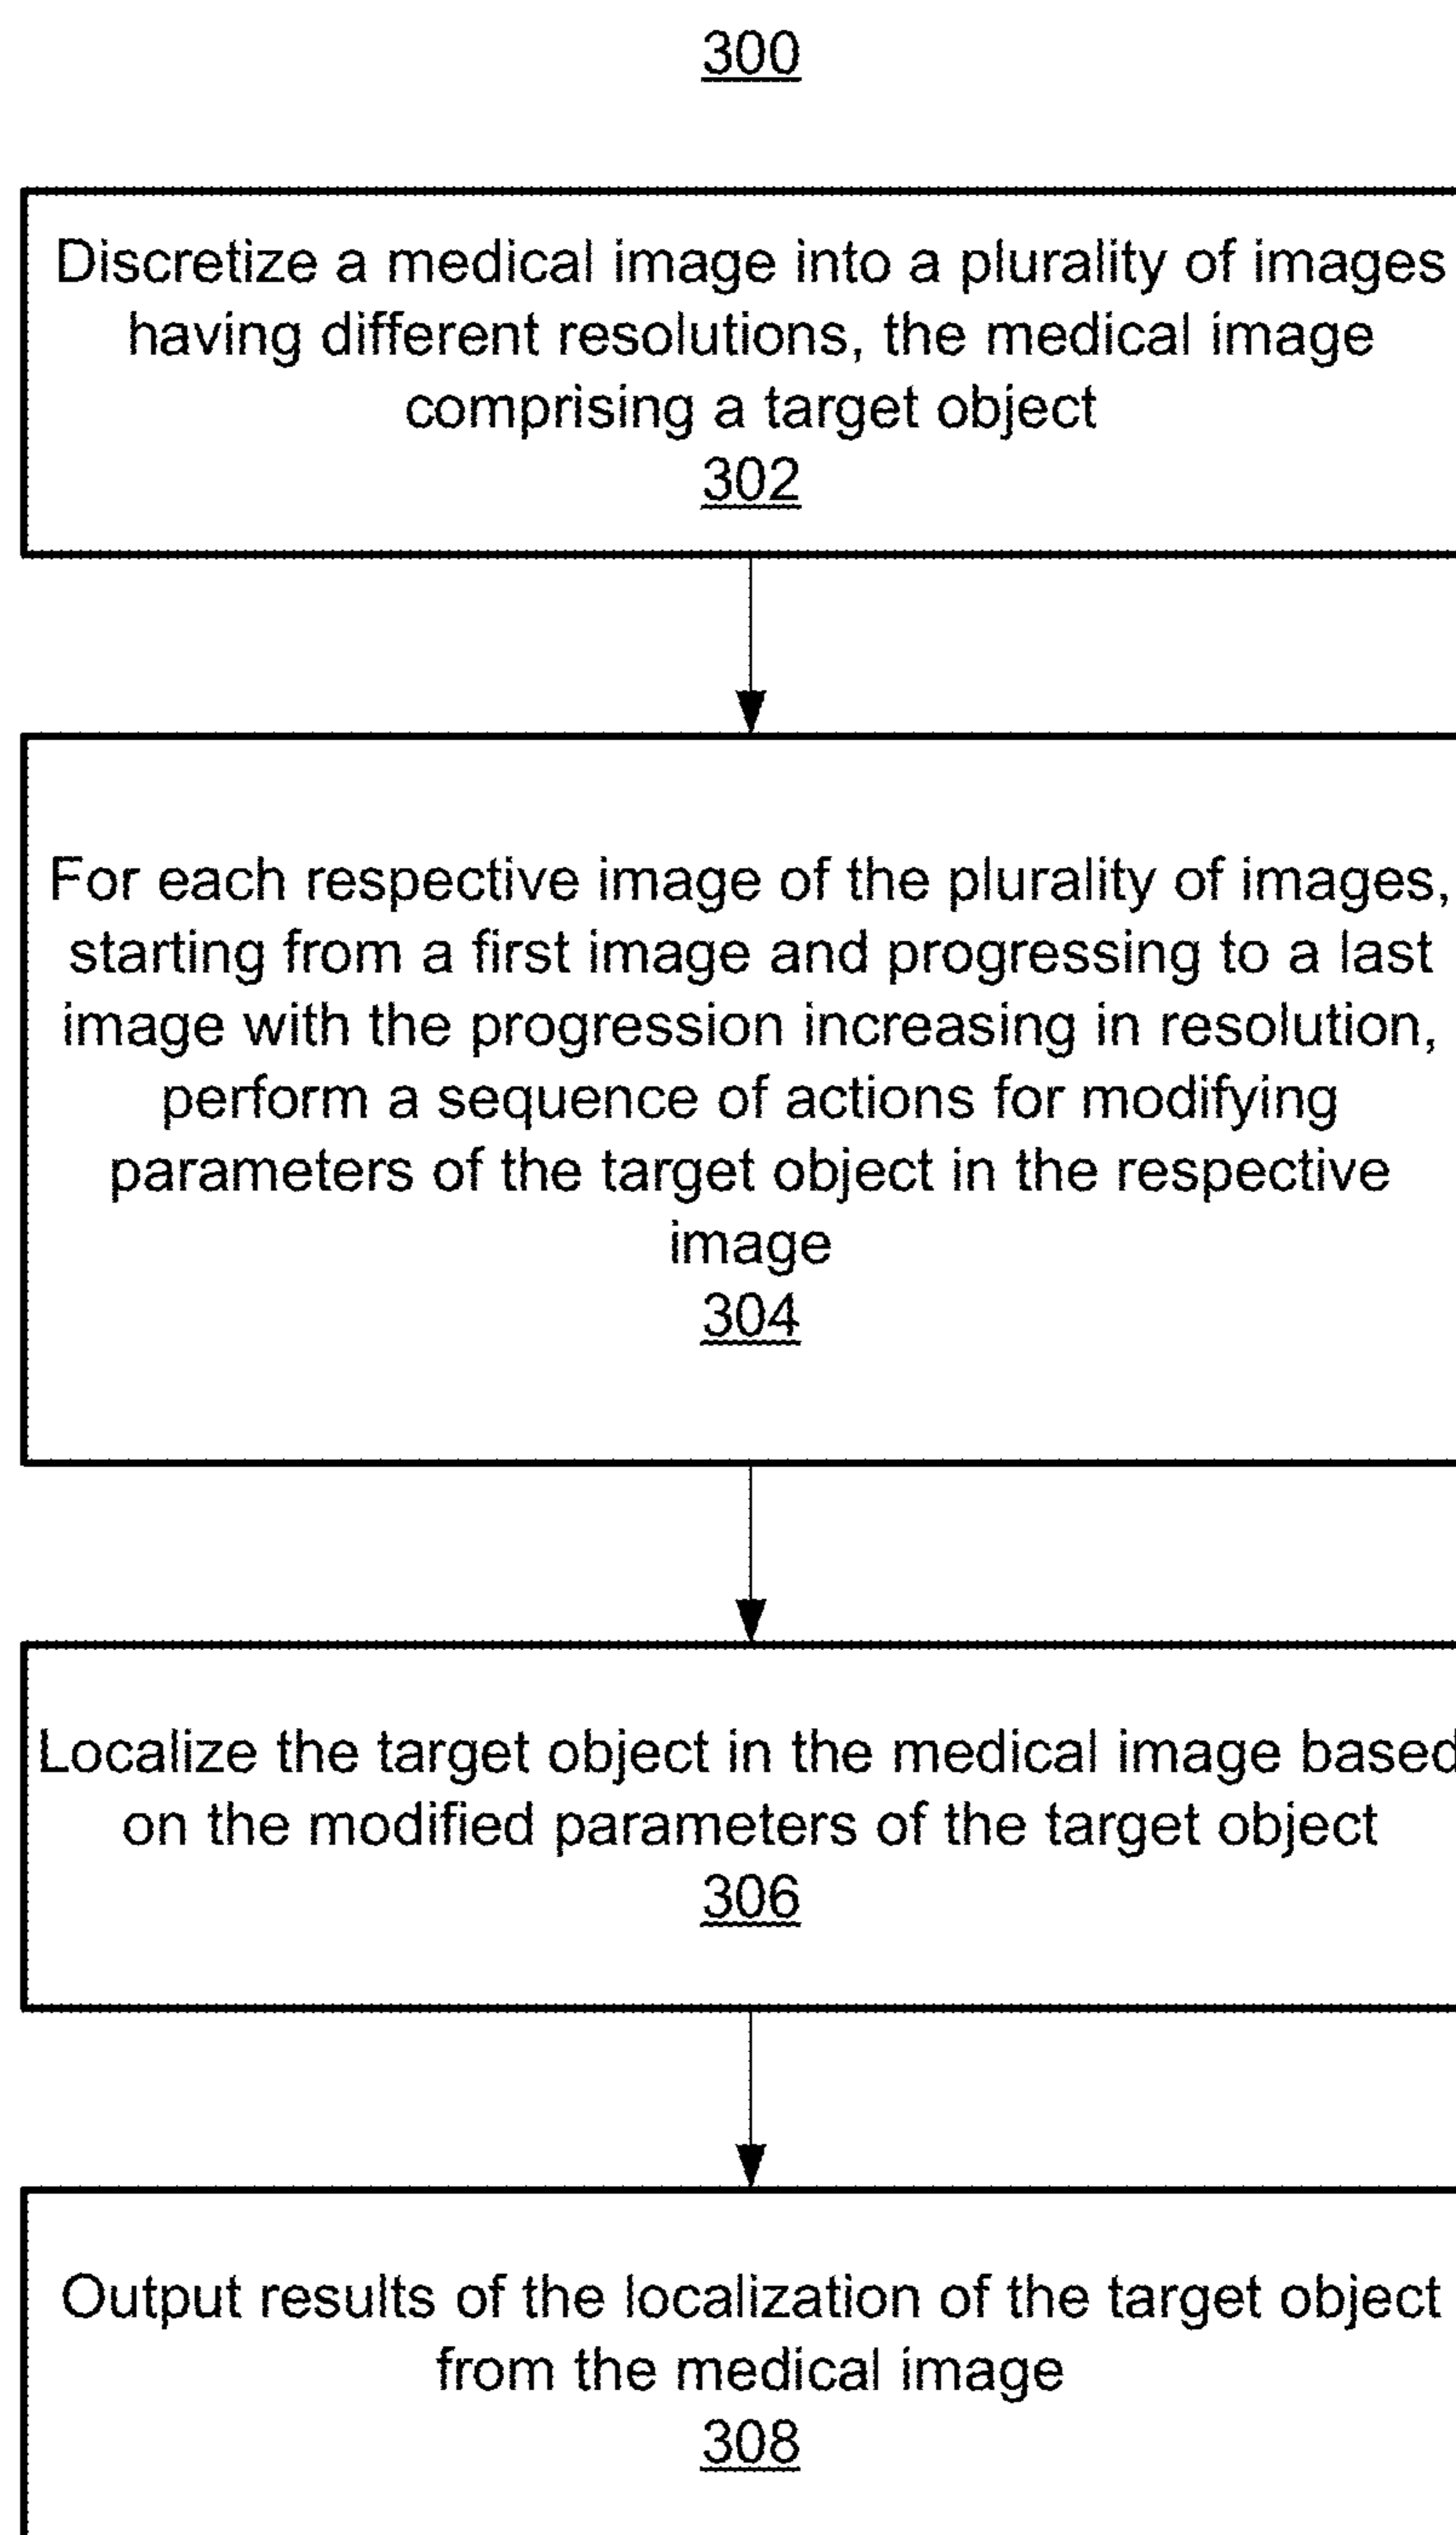 300
Discretize a medical image into a plurality of images
having different resolutions, the medical image
comprising a target object
302
For each respective image of the plurality of images,
starting from a first image and progressing to a last
image with the progression increasing in resolution,
perform a sequence of actions for modifying
parameters of the target object in the respective
image
304
Localize the target object in the medical image based
on the modified parameters of the target object
306
Output results of the localization of the target object
from the medical image
308